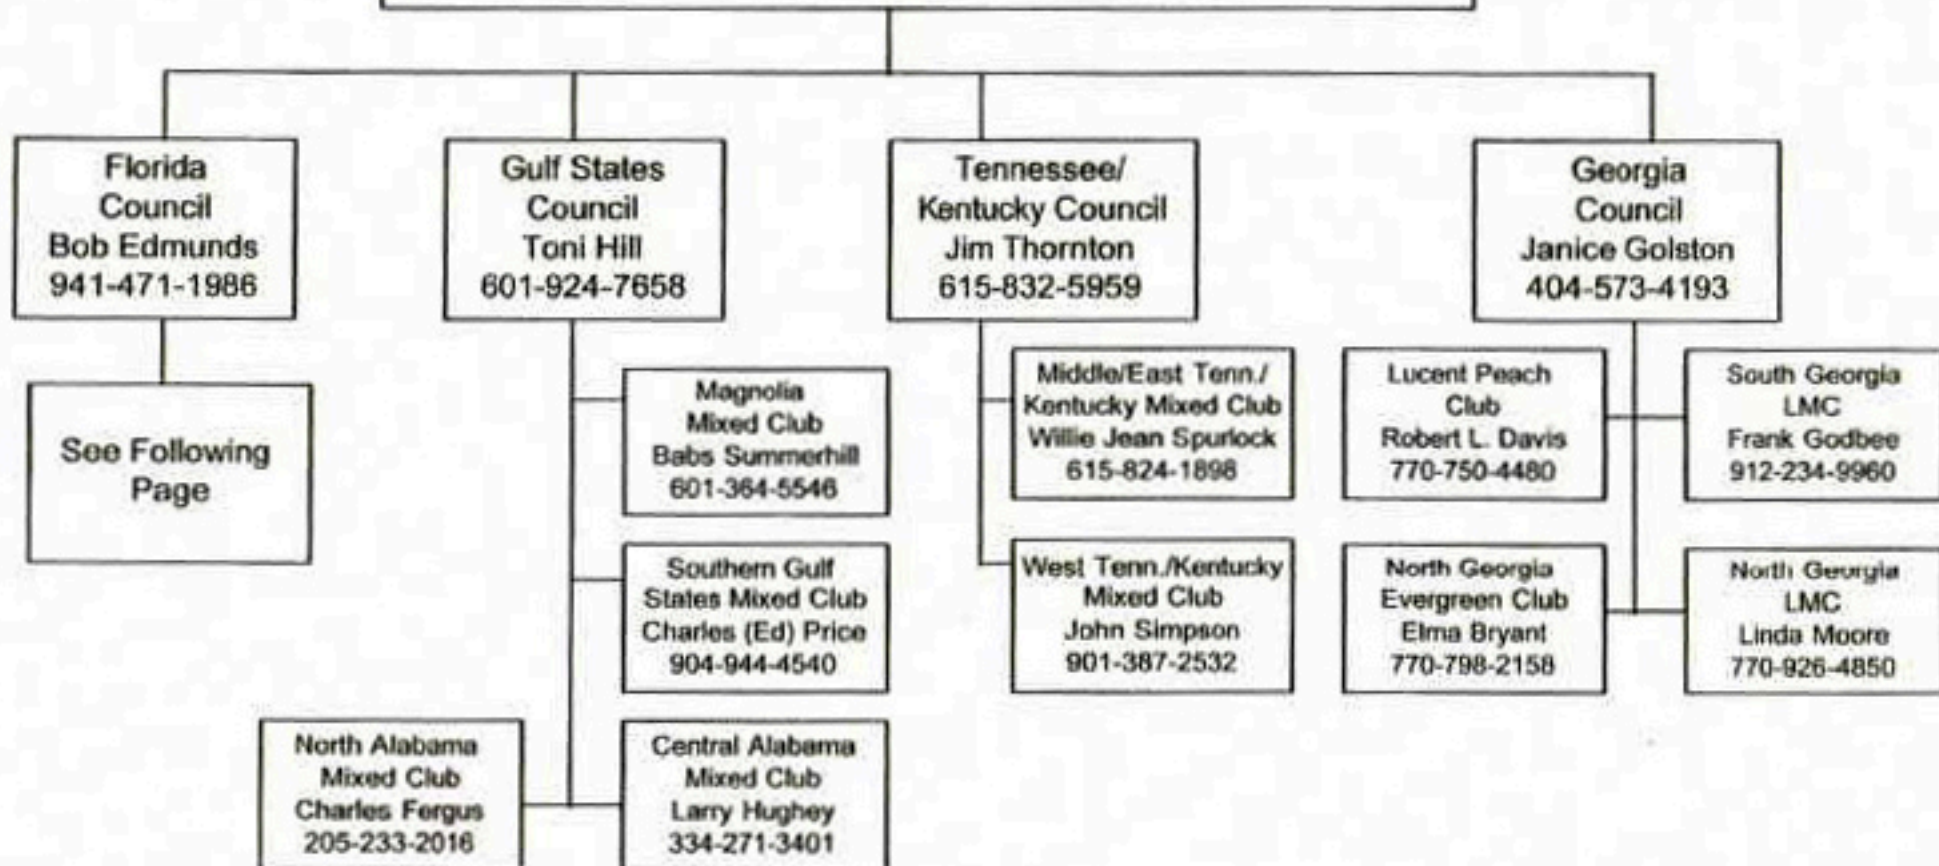 Florida
Council
Bob Edmunds
941-471-1986
Gulf States
Council
Toni Hill
601-924-7658
Tennessee/
Kentucky Council
Jim Thornton
615-832-5959
Georgia
Council
Janice Golston
404-573-4193
See Following
Page
Magnolia
Mixed Club
Babs Summerhill
601-364-5546
Southern Gulf
States Mixed Club
Charles (Ed) Price
904-944-4540
North Alabama
Mixed Club
Charles Fergus
205-233-2016
Central Alabama
Mixed Club
Larry Hughey
334-271-3401
Middle/East Tenn./
Kentucky Mixed Club
Willie Jean Spurlock
615-824-1898
West Tenn./Kentucky
Mixed Club
John Simpson
901-387-2532
Lucent Peach
Club
Robert L. Davis
770-750-4480
South Georgia
LMC
Frank Godbee
912-234-9960
North Georgia
Evergreen Club
Elma Bryant
770-798-2158
North Georgia
LMC
Linda Moore
770-926-4850